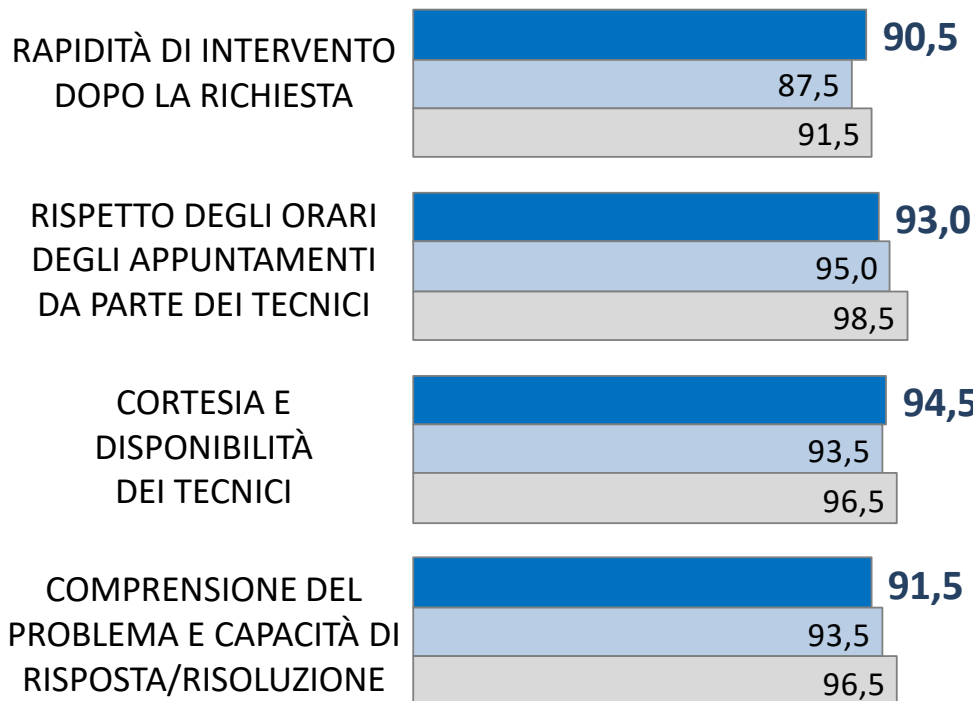 RAPIDITÀ DI INTERVENTO
DOPO LA RICHIESTA
90,5
87,5
91,5
RISPETTO DEGLI ORARI
DEGLI APPUNTAMENTI
DA PARTE DEI TECNICI
93,0
95,0
98,5
CORTESIA E
DISPONIBILITÀ
DEI TECNICI
94,5
93,5
96,5
COMPRENSIONE DEL
PROBLEMA E CAPACITÀ DI
RISPOSTA/RISOLUZIONE
91,5
93,5
96,5